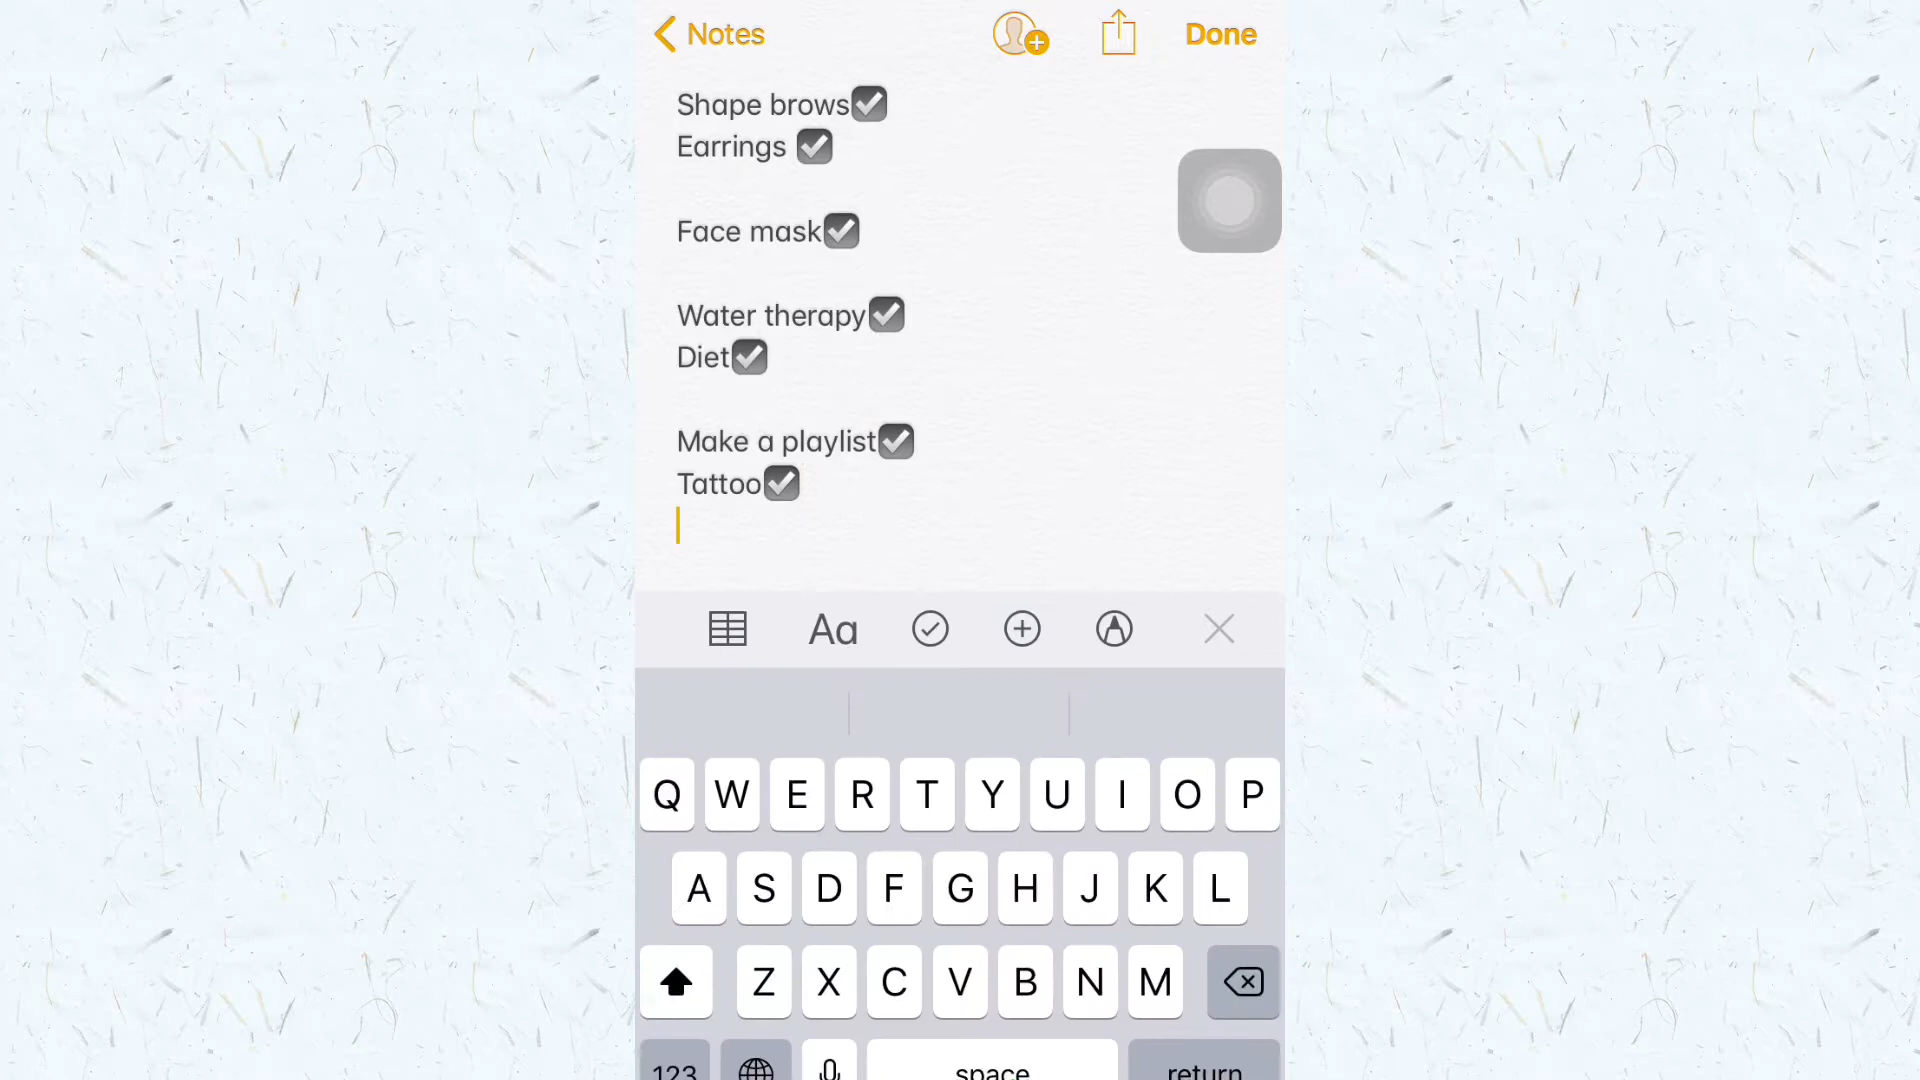 Notes
Done
Shape brows☑
Earrings ☑
Face mask☑
Water therapy☑
Diet☑
Make a playlist☑
Tattoo☑
Aa
Q W E R T Y U I O P
A S D F G H J K L
Z X C V B N M
123 space return